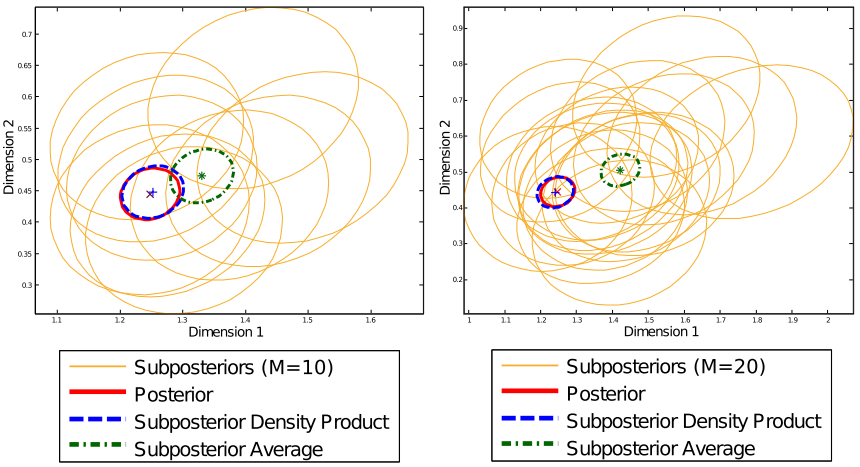 0.7
0.65
0.6
0.55
0.5
0.45
0.4
0.35
0.3
Dimension 2
1.1 1.2 1.3 1.4 1.5 1.6
Dimension 1
Subposteriors (M=10)
Posterior
Subposterior Density Product
Subposterior Average
0.9
0.8
0.7
0.6
0.5
0.4
0.3
0.2
Dimension 2
1 1.1 1.2 1.3 1.4 1.5 1.6 1.7 1.8 1.9 2
Dimension 1
Subposteriors (M=20)
Posterior
Subposterior Density Product
Subposterior Average